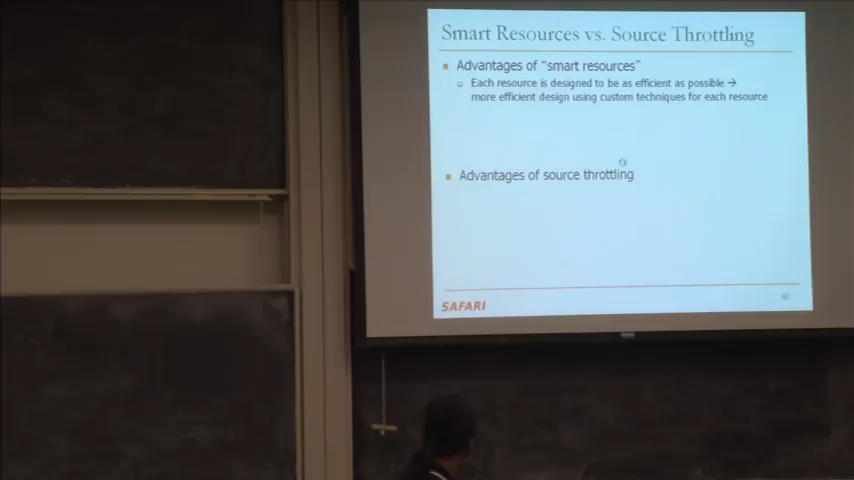 Smart Resources vs. Source Throttling
Advantages of "smart resources"
Each resource is designed to be as efficient as possible →
more efficient design using custom techniques for each resource
Advantages of source throttling
SAFARI